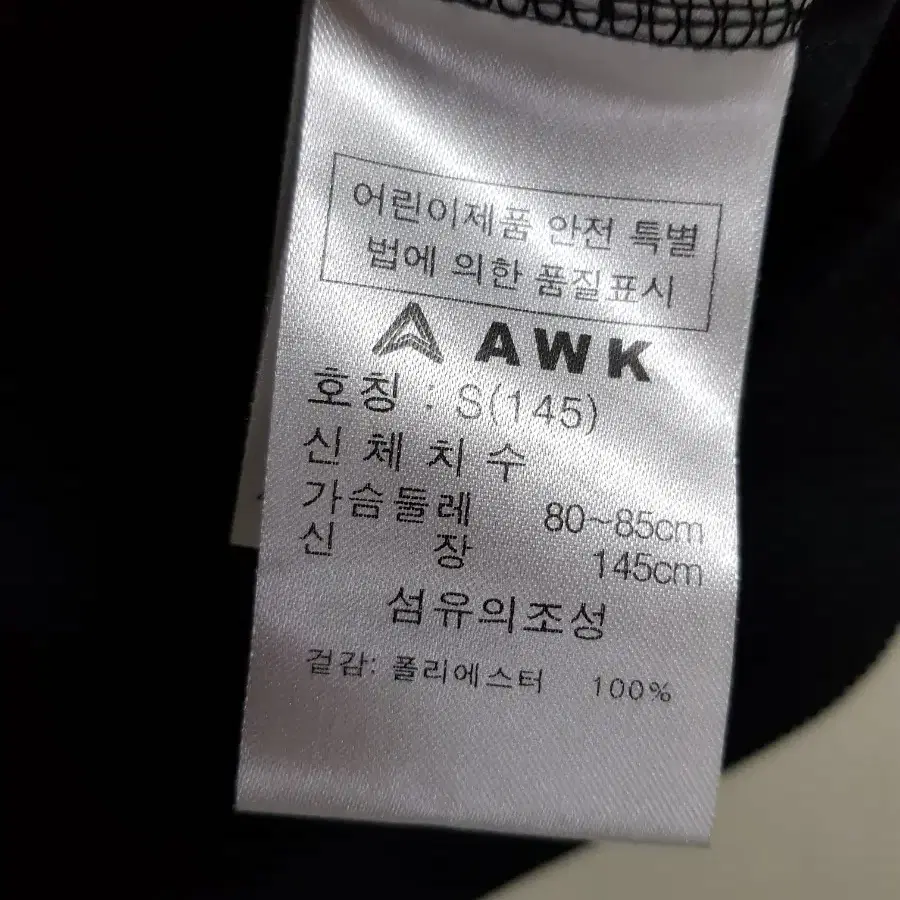 어린이제품 안전 특별
법에 의한 품질표시
AWK
호칭 : S(145)
신체치수
가슴둘레 80~85cm
신장 145cm
섬유의조성
겉감: 폴리에스터 100%